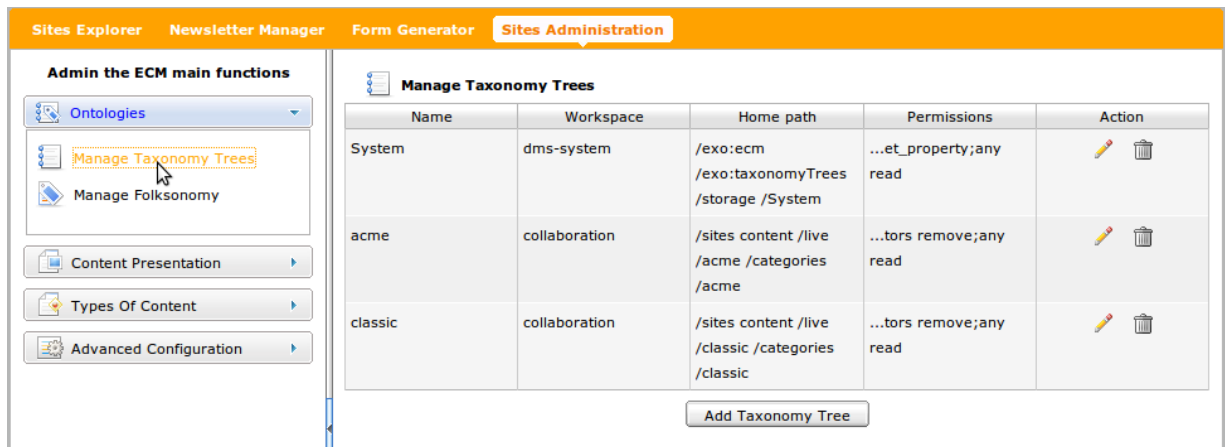 Sites Explorer Newsletter Manager Form Generator Sites Administration
Admin the ECM main functions
Ontologies
Manage Taxonomy Trees
Manage Folksonomy
Content Presentation
Types Of Content
Advanced Configuration
Manage Taxonomy Trees
Name Workspace Home path Permissions Action
System dms-system /exo:ecm ...et_property;any
/exo:taxonomyTrees read
/storage /System
acme collaboration /sites content /live ...tors remove;any
/acme /categories read
/acme
classic collaboration /sites content /live ...tors remove;any
/classic /categories read
/classic
Add Taxonomy Tree